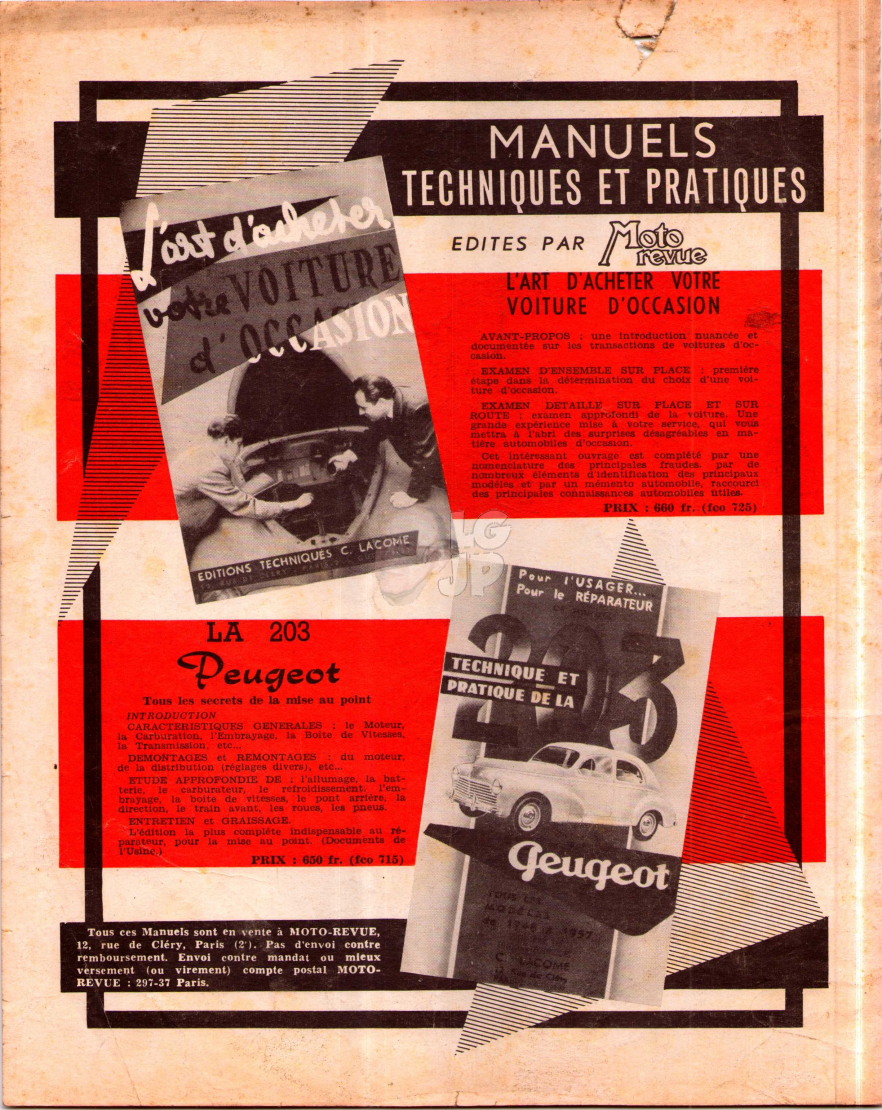 MANUELS
TECHNIQUES ET PRATIQUES
EDITES PAR Moto
revue
L'art d'acheter
votre VOITURE
d'OCCASION
EDITIONS TECHNIQUES C. LACOME
L'ART D'ACHETER VOTRE
VOITURE D'OCCASION
AVANT-PROPOS : une introduction nuancée et
documentée sur les transactions de voitures d'oc-
casion.
EXAMEN D'ENSEMBLE SUR PLACE : première
étape dans la détermination du choix d'une voi-
ture d'occasion.
EXAMEN DETAILLE SUR PLACE ET SUR
ROUTE : examen approfondi de la voiture. Une
grande expérience mise à votre service, qui vous
mettra à l'abri des surprises désagréables en ma-
tière automobiles d'occasion.
Cet intéressant ouvrage est complété par une
nomenclature des principales fraudes, par de
nombreux éléments d'identification des principaux
modèles et par un mémento automobile, raccourci
des principales connaissances automobiles utiles.
PRIX : 660 fr. (fco 725)
LG
JP
LA 203
Peugeot
Tous les secrets de la mise au point
INTRODUCTION
CARACTERISTIQUES GENERALES : le Moteur,
la Carburation, l'Embrayage, la Boîte de Vitesses,
la Transmission, etc...
DEMONTAGES et REMONTAGES : du moteur,
de la distribution (réglages divers), etc...
ETUDE APPROFONDIE DE : l'allumage, la bat-
terie, le carburateur, le refroidissement, l'em-
brayage, la boîte de vitesses, le pont arrière, la
direction, le train avant, les roues, les pneus.
ENTRETIEN et GRAISSAGE.
L'édition la plus complète indispensable au ré-
parateur, pour la mise au point. (Documents de
l'Usine.)
PRIX : 650 fr. (fco 715)
Pour l'USAGER...
Pour le RÉPARATEUR
203
TECHNIQUE ET
PRATIQUE DE LA
Peugeot
TOUS LES
MODELES
de 1948 à 1957
C. LACOME
Tous ces Manuels sont en vente à MOTO-REVUE,
12, rue de Cléry, Paris (2e). Pas d'envoi contre
remboursement. Envoi contre mandat ou mieux
versement (ou virement) compte postal MOTO-
REVUE : 297-37 Paris.